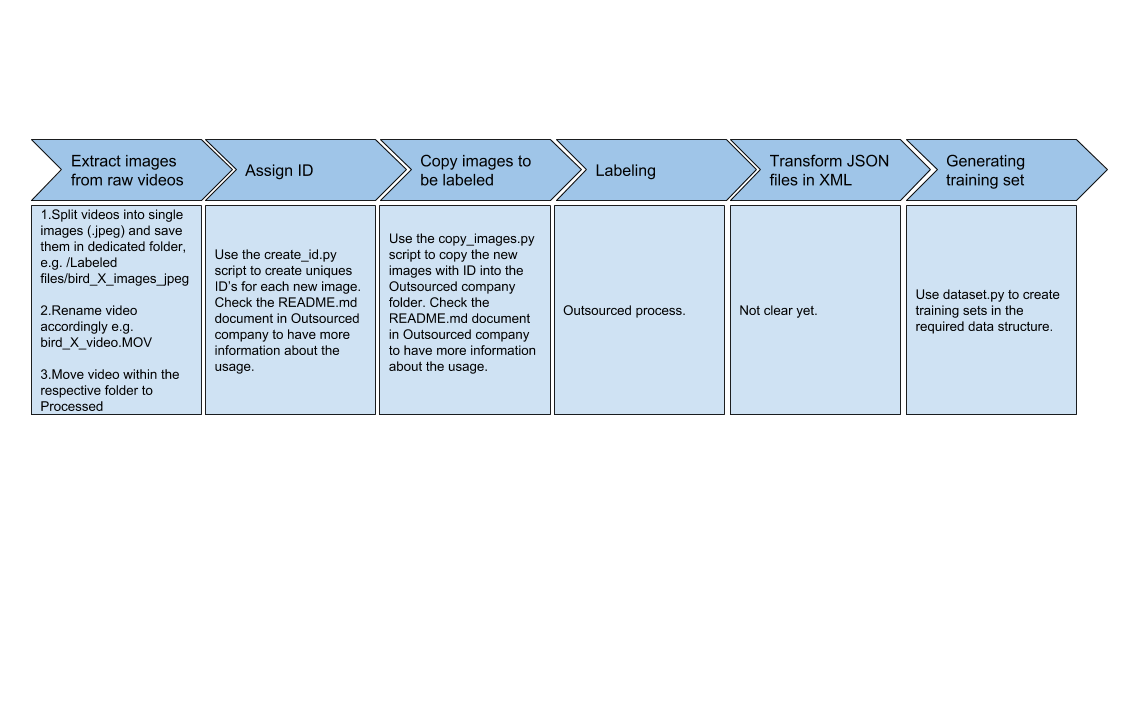 Extract images
from raw videos
Assign ID
Copy images to
be labeled
Labeling
Transform JSON
files in XML
Generating
training set
1.Split videos into single
images (.jpeg) and save
them in dedicated folder,
e.g. /Labeled
files/bird_X_images_jpeg
2.Rename video
accordingly e.g.
bird_X_video.MOV
3.Move video within the
respective folder to
Processed
Use the create_id.py
script to create uniques
ID's for each new image.
Check the README.md
document in Outsourced
company to have more
information about the
usage.
Use the copy_images.py
script to copy the new
images with ID into the
Outsourced company
folder. Check the
README.md document
in Outsourced company
to have more information
about the usage.
Outsourced process.
Not clear yet.
Use dataset.py to create
training sets in the
required data structure.